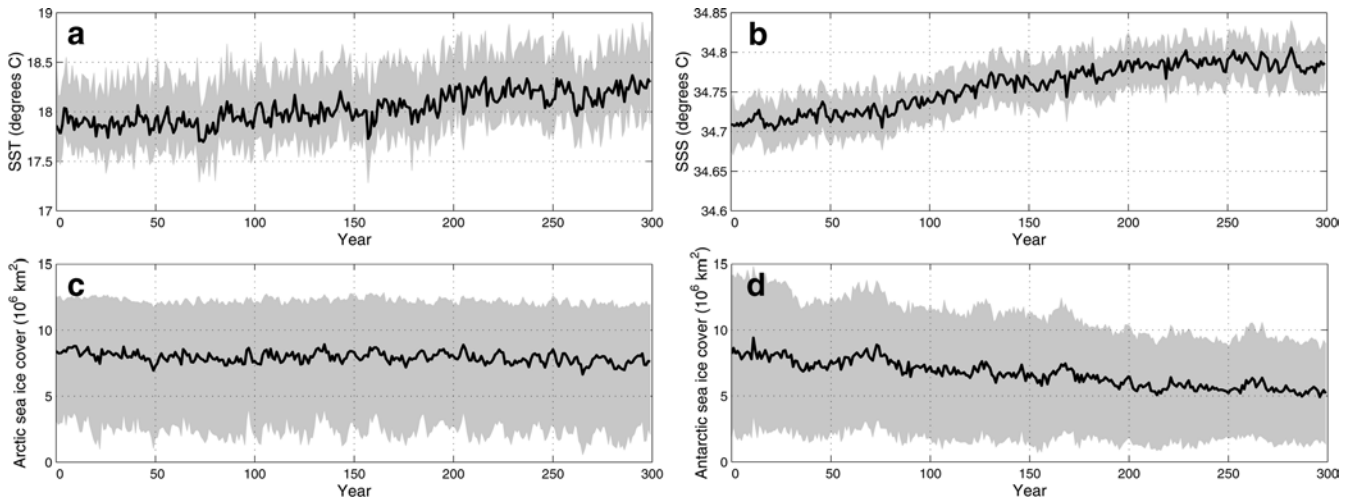 a
19
18.5
18
17.5
17
SST (degrees C)
0 50 100 150 200 250 300
Year
b
34.85
34.8
34.75
34.7
34.65
34.6
SSS (degrees C)
0 50 100 150 200 250 300
Year
c
15
10
5
0
Arctic sea ice cover (10⁶ km²)
0 50 100 150 200 250 300
Year
d
15
10
5
0
Antarctic sea ice cover (10⁶ km²)
0 50 100 150 200 250 300
Year